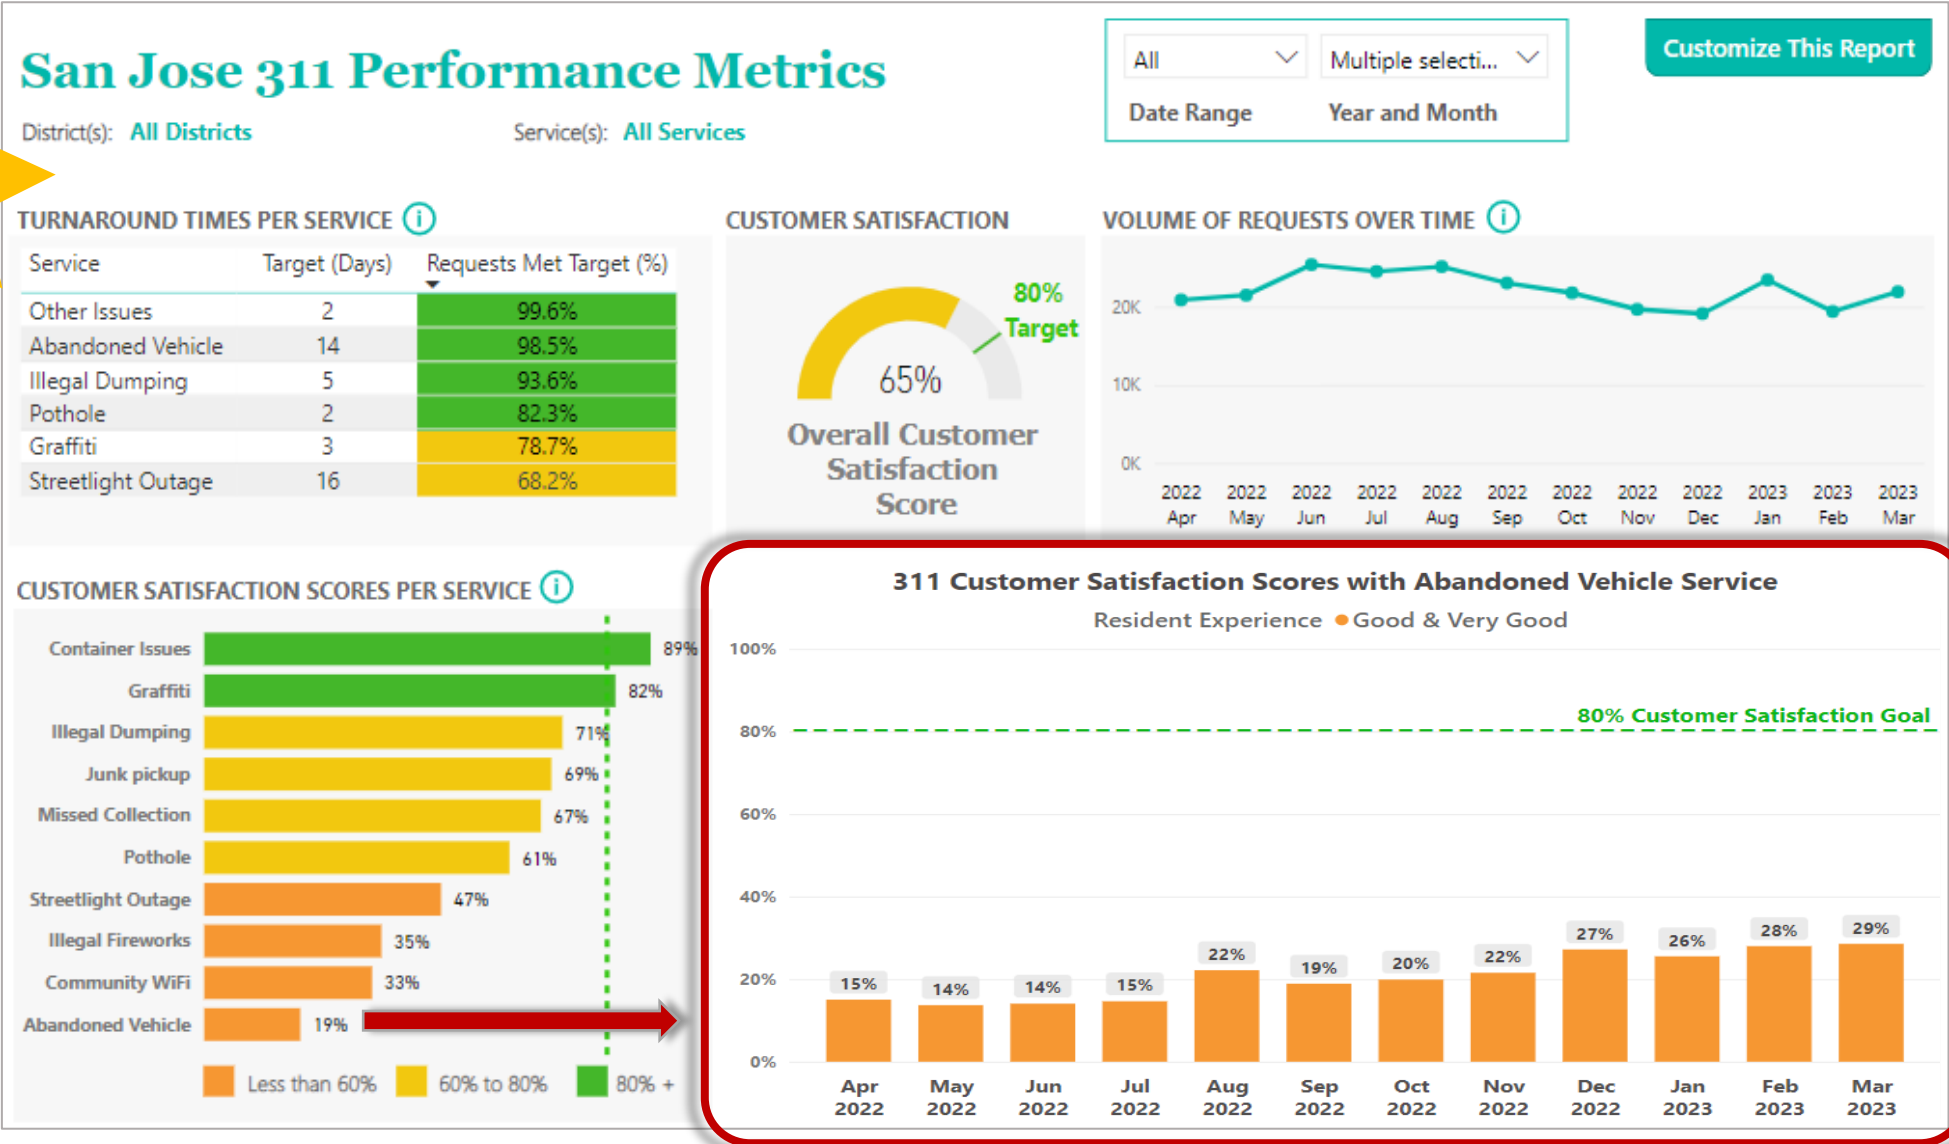 San Jose 311 Performance Metrics
District(s): All Districts
Service(s): All Services
All
Multiple selecti...
Date Range
Year and Month
Customize This Report
TURNAROUND TIMES PER SERVICE i
Service Target (Days) Requests Met Target (%)
Other Issues 2 99.6%
Abandoned Vehicle 14 98.5%
Illegal Dumping 5 93.6%
Pothole 2 82.3%
Graffiti 3 78.7%
Streetlight Outage 16 68.2%
CUSTOMER SATISFACTION
80%
Target
65%
Overall Customer
Satisfaction
Score
VOLUME OF REQUESTS OVER TIME i
20K
10K
0K
2022 2022 2022 2022 2022 2022 2022 2022 2022 2023 2023 2023
Apr May Jun Jul Aug Sep Oct Nov Dec Jan Feb Mar
CUSTOMER SATISFACTION SCORES PER SERVICE i
Container Issues 89%
Graffiti 82%
Illegal Dumping 71%
Junk pickup 69%
Missed Collection 67%
Pothole 61%
Streetlight Outage 47%
Illegal Fireworks 35%
Community WiFi 33%
Abandoned Vehicle 19%
Less than 60% 60% to 80% 80% +
311 Customer Satisfaction Scores with Abandoned Vehicle Service
Resident Experience Good & Very Good
100%
80% Customer Satisfaction Goal
80%
60%
40%
20%
0%
15% 14% 14% 15% 22% 19% 20% 22% 27% 26% 28% 29%
Apr May Jun Jul Aug Sep Oct Nov Dec Jan Feb Mar
2022 2022 2022 2022 2022 2022 2022 2022 2022 2023 2023 2023